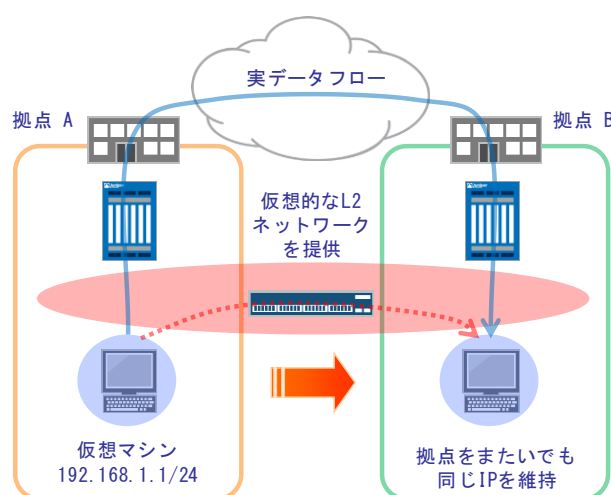 実データフロー
拠点 A
拠点 B
仮想的なL2
ネットワーク
を提供
仮想マシン
192.168.1.1/24
拠点をまたいでも
同じIPを維持